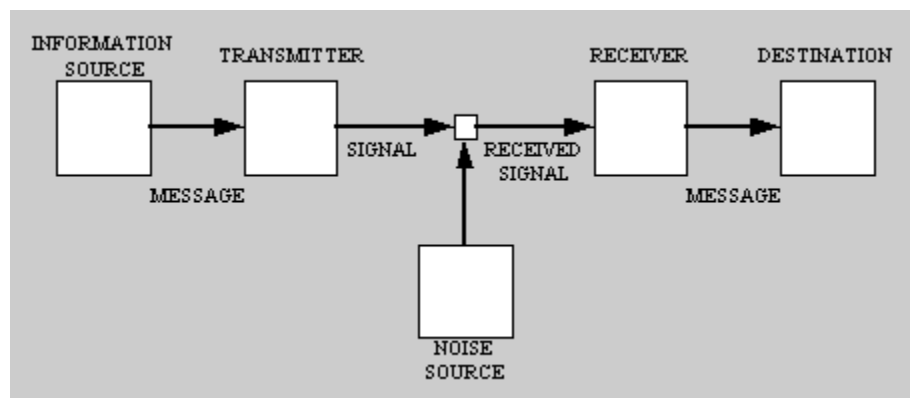 INFORMATION
SOURCE
TRANSMITTER
RECEIVER
DESTINATION
SIGNAL
RECEIVED
SIGNAL
MESSAGE
MESSAGE
NOISE
SOURCE